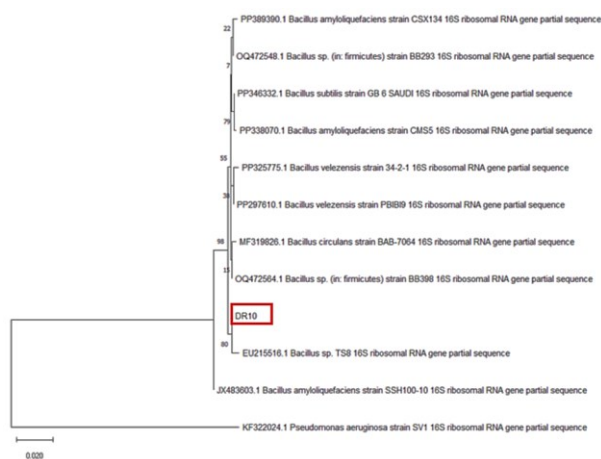 22
PP389390.1 Bacillus amyloliquefaciens strain CSX134 16S ribosomal RNA gene partial sequence
OQ472548.1 Bacillus sp. (in: firmicutes) strain BB293 16S ribosomal RNA gene partial sequence
7
PP346332.1 Bacillus subtilis strain GB 6 SAUDI 16S ribosomal RNA gene partial sequence
79
PP338070.1 Bacillus amyloliquefaciens strain CMS5 16S ribosomal RNA gene partial sequence
55
PP325775.1 Bacillus velezensis strain 34-2-1 16S ribosomal RNA gene partial sequence
PP297610.1 Bacillus velezensis strain PBIBI9 16S ribosomal RNA gene partial sequence
98
MF319826.1 Bacillus circulans strain BAB-7064 16S ribosomal RNA gene partial sequence
OQ472564.1 Bacillus sp. (in: firmicutes) strain BB398 16S ribosomal RNA gene partial sequence
DR10
80
EU215516.1 Bacillus sp. TS8 16S ribosomal RNA gene partial sequence
JX483603.1 Bacillus amyloliquefaciens strain SSH100-10 16S ribosomal RNA gene partial sequence
KF322024.1 Pseudomonas aeruginosa strain SV1 16S ribosomal RNA gene partial sequence
0.020